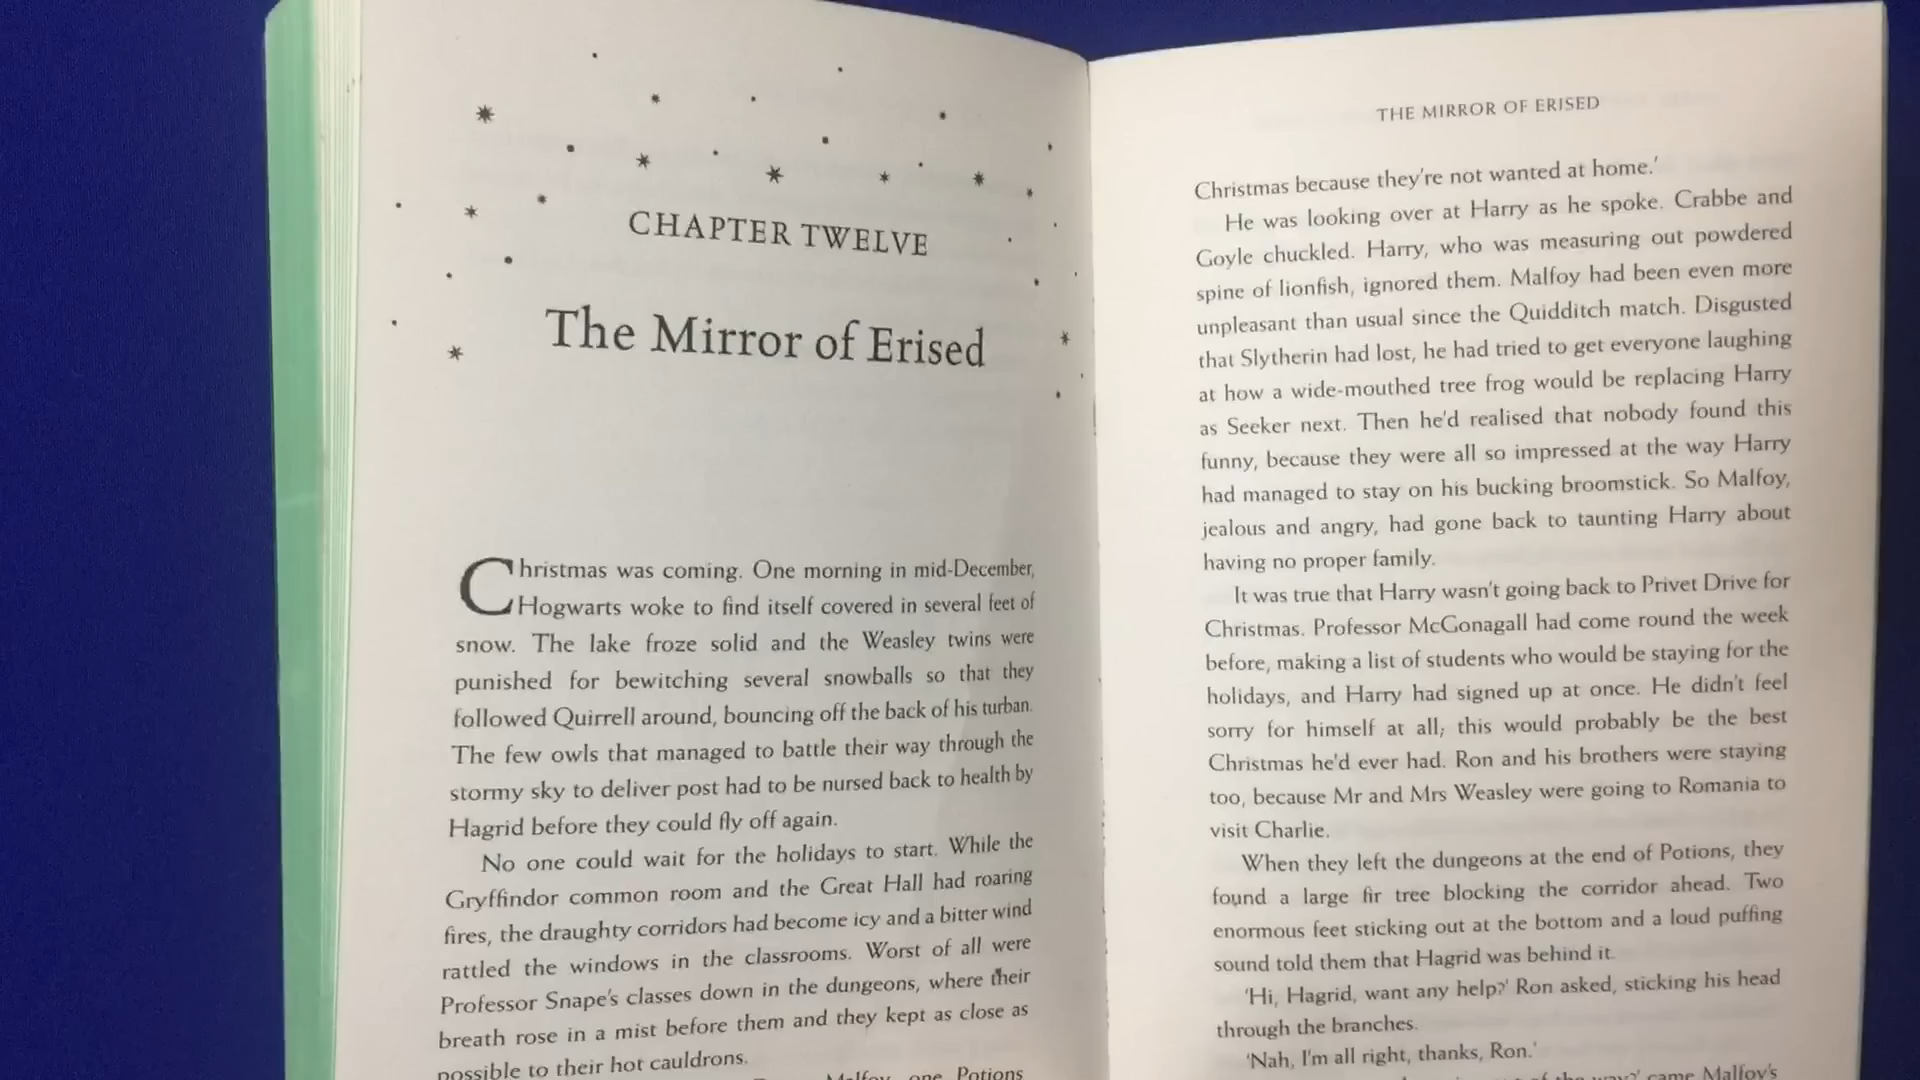 CHAPTER TWELVE
The Mirror of Erised
Christmas was coming. One morning in mid-December,
Hogwarts woke to find itself covered in several feet of
snow. The lake froze solid and the Weasley twins were
punished for bewitching several snowballs so that they
followed Quirrell around, bouncing off the back of his turban.
The few owls that managed to battle their way through the
stormy sky to deliver post had to be nursed back to health by
Hagrid before they could fly off again.
No one could wait for the holidays to start. While the
Gryffindor common room and the Great Hall had roaring
fires, the draughty corridors had become icy and a bitter wind
rattled the windows in the classrooms. Worst of all were
Professor Snape's classes down in the dungeons, where their
breath rose in a mist before them and they kept as close as
possible to their hot cauldrons.
Malfoy, one Potions
THE MIRROR OF ERISED
Christmas because they're not wanted at home.'
He was looking over at Harry as he spoke. Crabbe and
Goyle chuckled. Harry, who was measuring out powdered
spine of lionfish, ignored them. Malfoy had been even more
unpleasant than usual since the Quidditch match. Disgusted
that Slytherin had lost, he had tried to get everyone laughing
at how a wide-mouthed tree frog would be replacing Harry
as Seeker next. Then he'd realised that nobody found this
funny, because they were all so impressed at the way Harry
had managed to stay on his bucking broomstick. So Malfoy,
jealous and angry, had gone back to taunting Harry about
having no proper family.
It was true that Harry wasn't going back to Privet Drive for
Christmas. Professor McGonagall had come round the week
before, making a list of students who would be staying for the
holidays, and Harry had signed up at once. He didn't feel
sorry for himself at all; this would probably be the best
Christmas he'd ever had. Ron and his brothers were staying
too, because Mr and Mrs Weasley were going to Romania to
visit Charlie.
When they left the dungeons at the end of Potions, they
found a large fir tree blocking the corridor ahead. Two
enormous feet sticking out at the bottom and a loud puffing
sound told them that Hagrid was behind it.
'Hi, Hagrid, want any help?' Ron asked, sticking his head
through the branches.
'Nah, I'm all right, thanks, Ron.'
of the way?' came Malfoy's